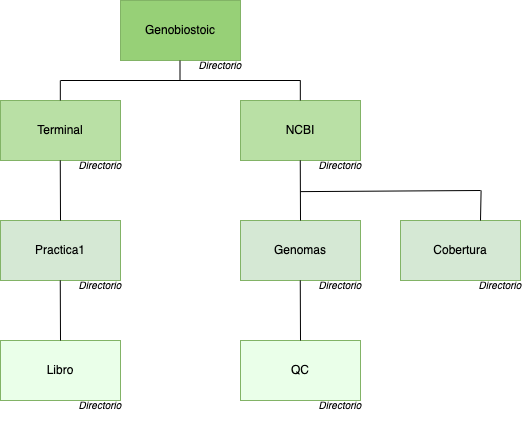 Genobiostoic
Directorio
Terminal
NCBI
Directorio
Directorio
Practica1
Genomas
Cobertura
Directorio
Directorio
Directorio
Libro
QC
Directorio
Directorio